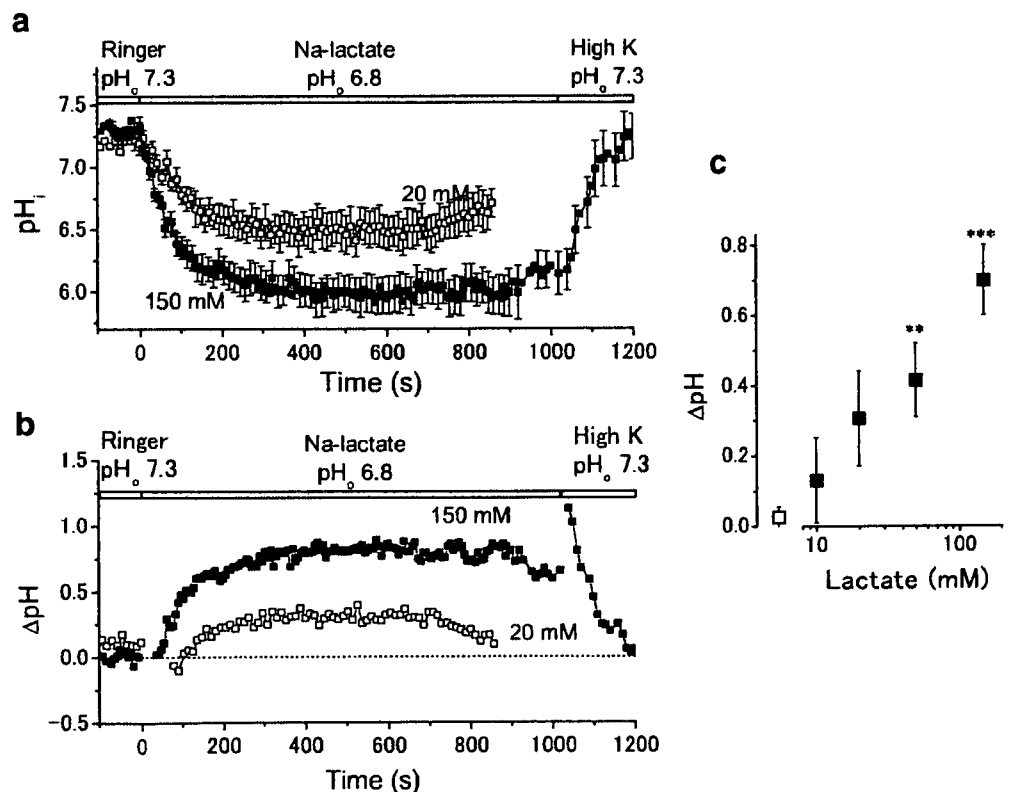 a
Ringer Na-lactate High K
pHo 7.3 pHo 6.8 pHo 7.3
7.5
7.0
6.5
6.0
pHi
20 mM
150 mM
0 200 400 600 800 1000 1200
Time (s)
b
Ringer Na-lactate High K
pHo 7.3 pHo 6.8 pHo 7.3
1.5
1.0
0.5
0.0
−0.5
ΔpH
150 mM
20 mM
0 200 400 600 800 1000 1200
Time (s)
c
***
**
0.8
0.6
0.4
0.2
0.0
ΔpH
10 100
Lactate (mM)